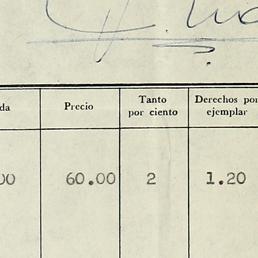 da Precio Tanto por ciento Derechos por ejemplar
00 60.00 2 1.20